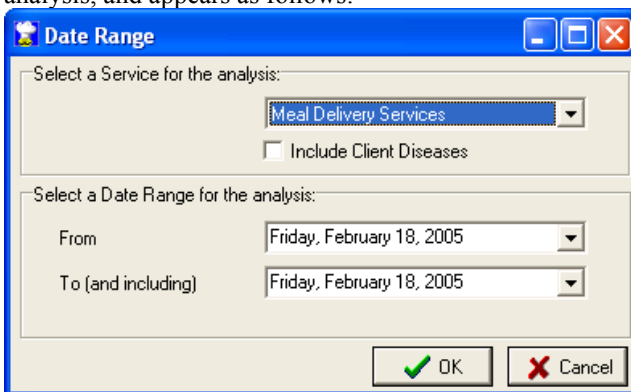 analysis, and appears as follows:
Date Range
Select a Service for the analysis:
Meal Delivery Services
Include Client Diseases
Select a Date Range for the analysis:
From
Friday, February 18, 2005
To (and including)
Friday, February 18, 2005
OK
Cancel